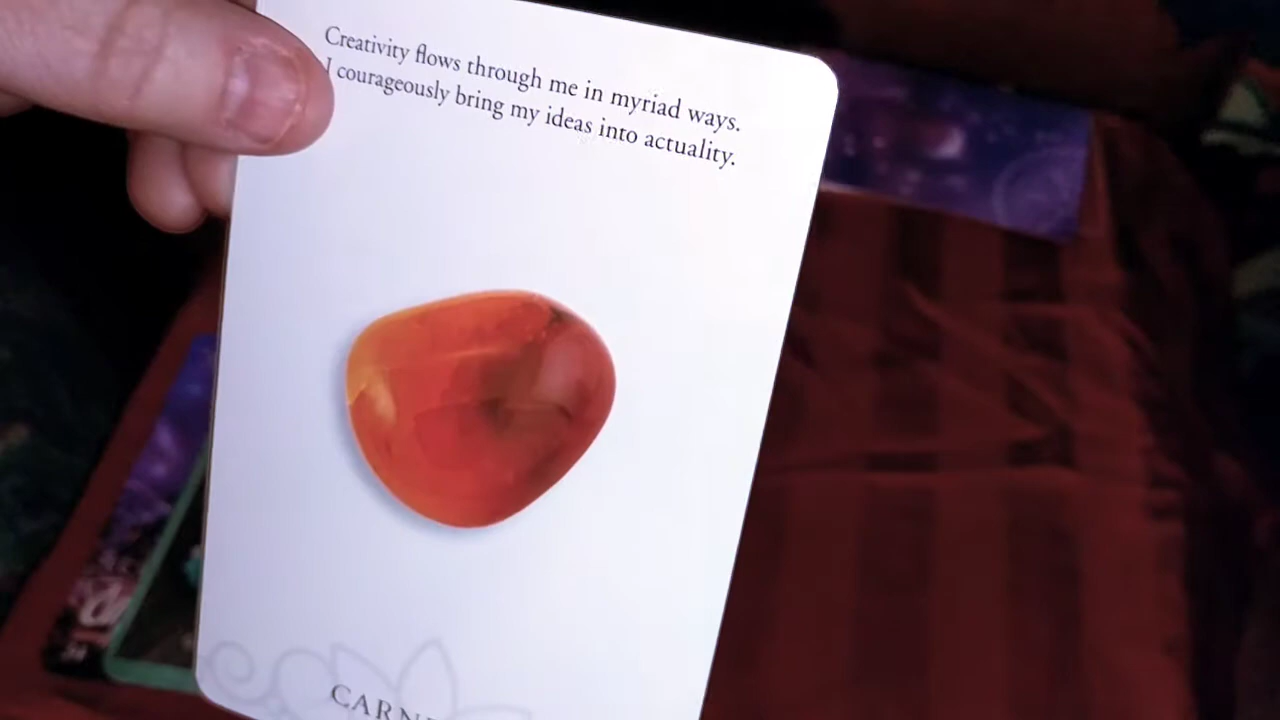 Creativity flows through me in myriad ways.
I courageously bring my ideas into actuality.